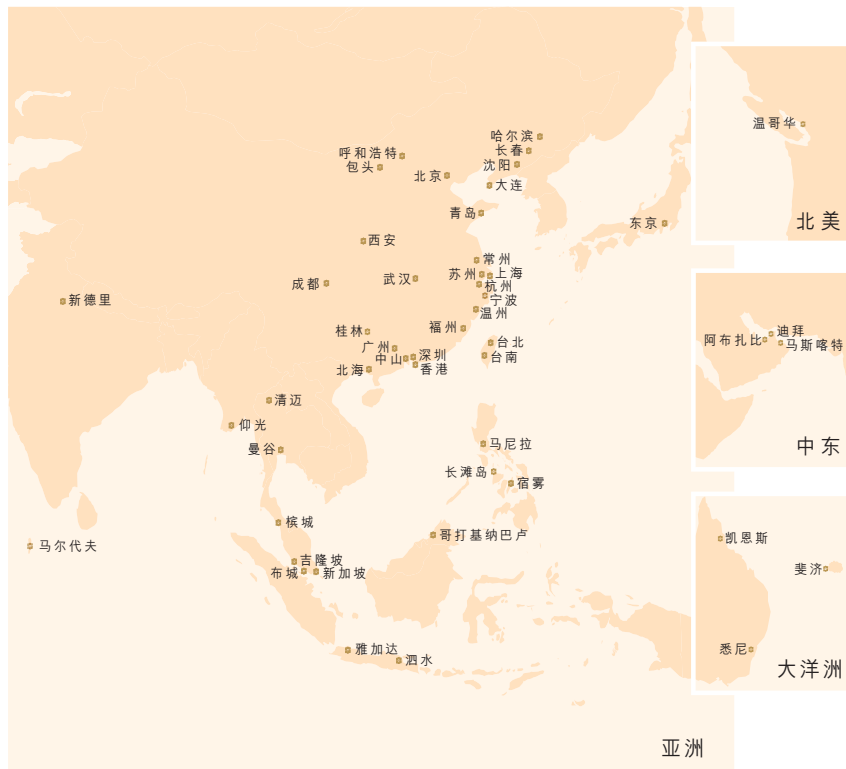 哈尔滨
长春
沈阳
呼和浩特
包头
北京
大连
青岛
东京
西安
常州
苏州
上海
成都
武汉
杭州
宁波
新德里
温州
桂林
福州
广州
台北
中山
深圳
台南
北海
香港
清迈
仰光
曼谷
马尼拉
长滩岛
宿雾
槟城
哥打基纳巴卢
马尔代夫
吉隆坡
布城
新加坡
雅加达
泗水
亚洲
温哥华
北美
迪拜
阿布扎比
马斯喀特
中东
凯恩斯
斐济
悉尼
大洋洲